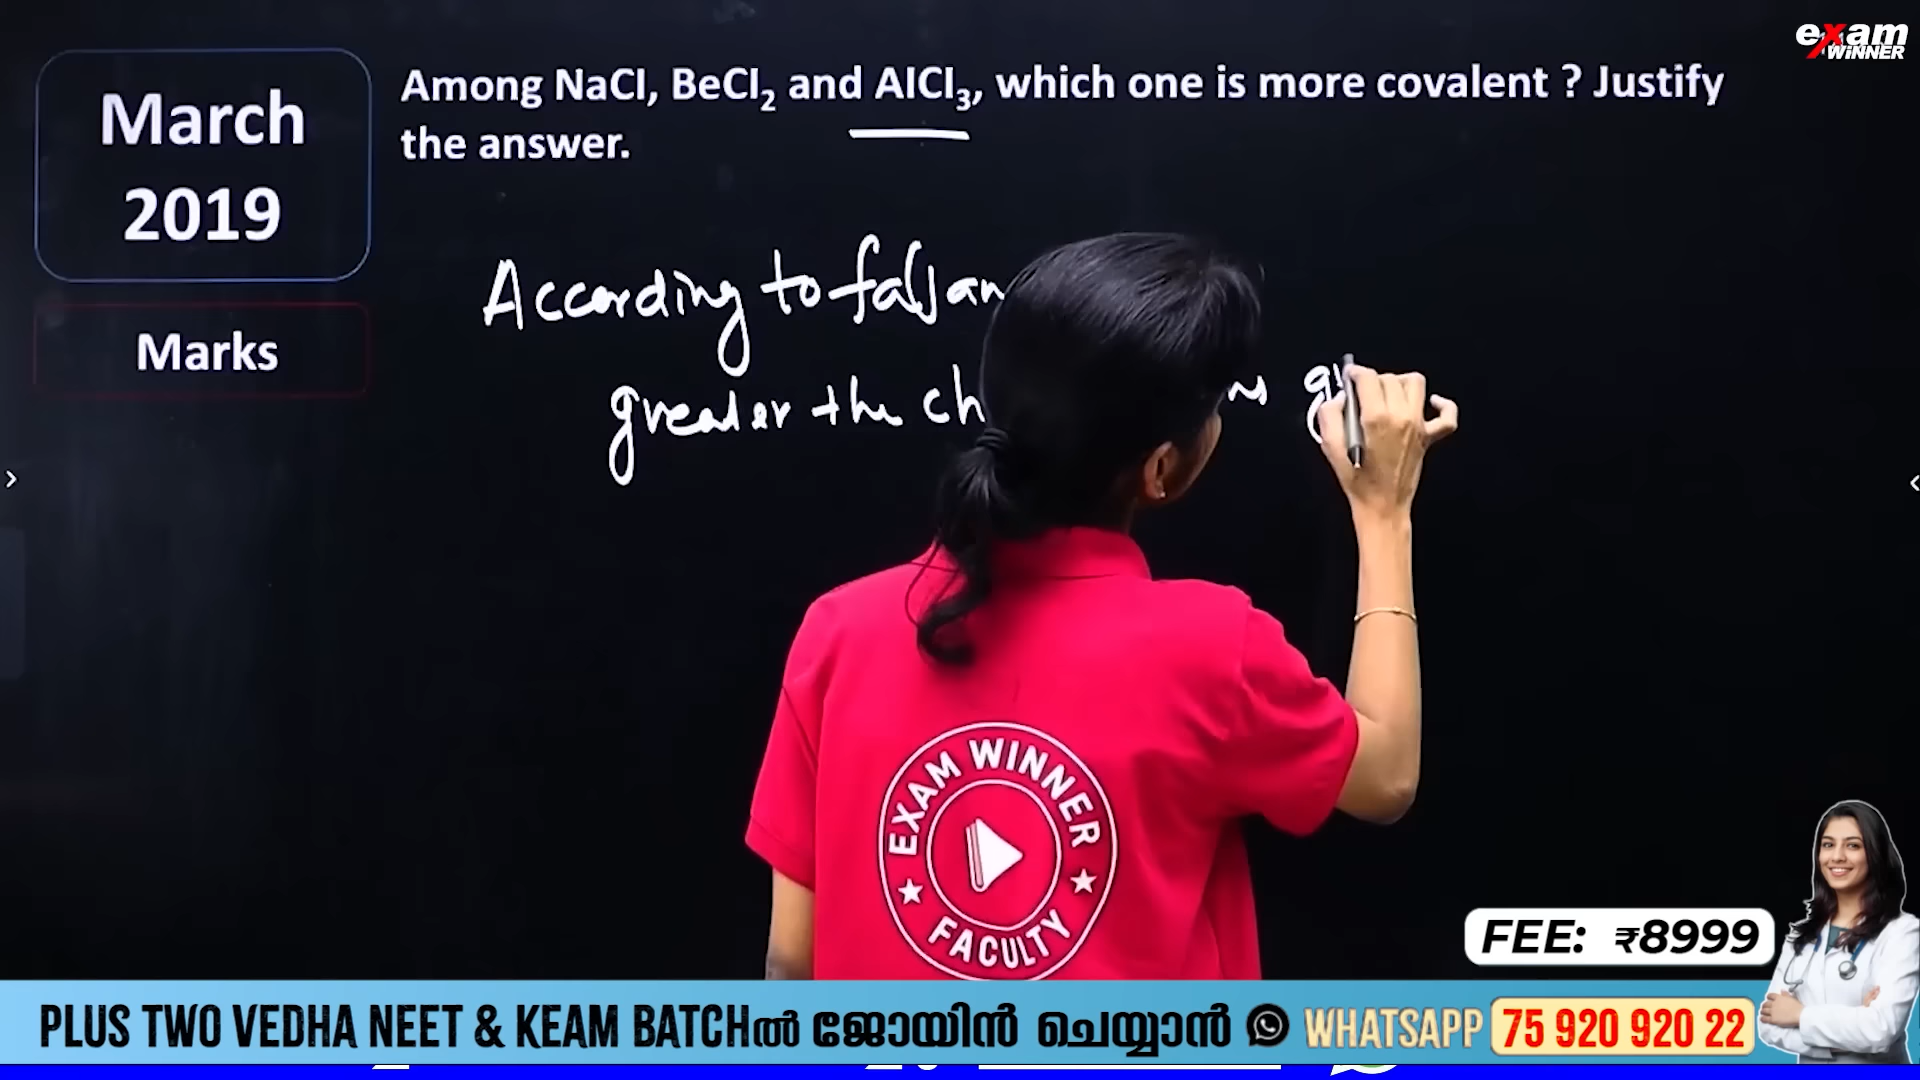 exam
WINNER
March
2019
Marks
Among NaCl, BeCl2 and AlCl3, which one is more covalent ? Justify
the answer.
According to fajan
greater the ch
EXAM WINNER
FACULTY
FEE: ₹8999
PLUS TWO VEDHA NEET & KEAM BATCHൽ ജോയിൻ ചെയ്യാൻ WHATSAPP 75 920 920 22